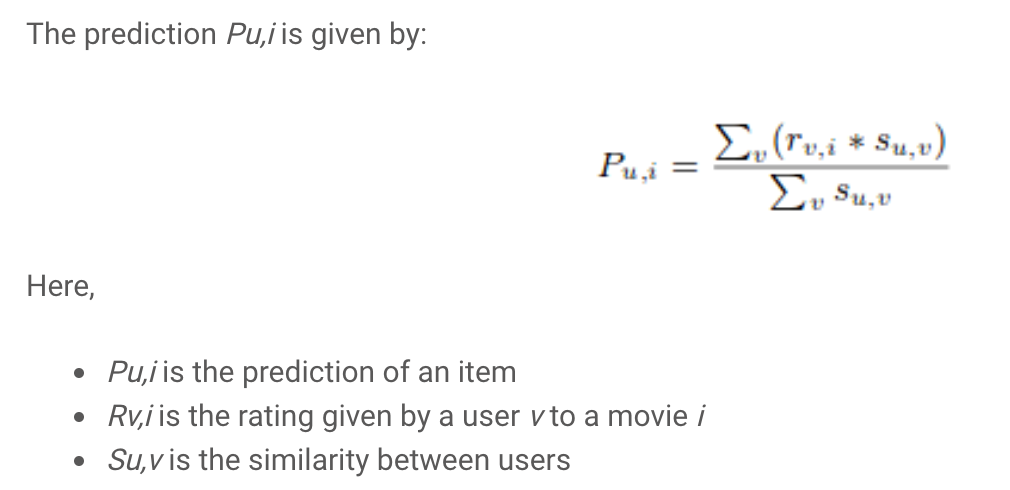 The prediction Pu,i is given by:
P_{u,i} = \frac{\sum_v (r_{v,i} * s_{u,v})}{\sum_v s_{u,v}}
Here,
• Pu,i is the prediction of an item
• Rv,i is the rating given by a user v to a movie i
• Su,v is the similarity between users